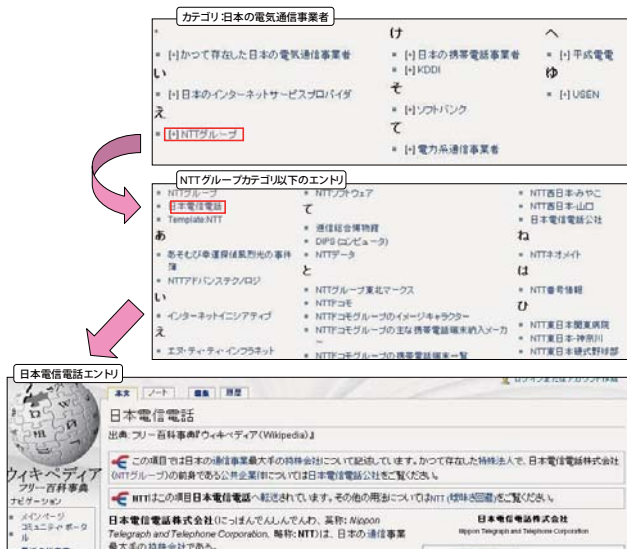 カテゴリ:日本の電気通信事業者
*
[+]かつて存在した日本の電気通信事業者
い
[+]日本のインターネットサービスプロバイダ
え
[+]NTTグループ
け
[+]日本の携帯電話事業者
[+]KDDI
そ
[+]ソフトバンク
て
[+]電力系通信事業者
へ
[+]平成電電
ゆ
[+]USEN
NTTグループカテゴリ以下のエントリ
NTTグループ
日本電信電話
Template:NTT
あ
あそむび幸運探偵風烈光の事件
簿
NTTアドバンステクノロジ
い
インターネットイニシアティブ
え
エヌ・ティ・ティ・インフラネット
NTTソフトウェア
て
逓信総合博物館
DIPS (コンピュータ)
NTTデータ
と
NTTグループ東北マークス
NTTドコモ
NTTドコモグループのイメージキャラクター
NTTドコモグループの主な携帯電話端末納入メーカ
ー
NTTドコモグループの携帯電話端末一覧
NTT西日本-みやこ
NTT西日本-山口
日本電信電話公社
ね
NTTネオメイト
は
NTT番号情報
ひ
NTT東日本関東病院
NTT東日本-神奈川
NTT東日本硬式野球部
日本電信電話エントリ
ログインまたはアカウント作成
本文 ノート 編集 履歴
日本電信電話
出典: フリー百科事典『ウィキペディア(Wikipedia)』
この項目では日本の通信事業最大手の特殊会社について記述しています。かつて存在した特殊法人で、日本電信電話株式会社
(NTTグループ)の前身である公共企業体については日本電信電話公社をご覧ください。
NTTはこの項目日本電信電話へ転送されています。その他の用法についてはNTT (曖昧さ回避)をご覧ください。
日本電信電話株式会社(にっぽんでんしんでんわ、英称: Nippon
Telegraph and Telephone Corporation、略称: NTT)は、日本の通信事業
最大手の特殊会社である。
日本電信電話株式会社
Nippon Telegraph and Telephone Corporation
ウィキペディア
フリー百科事典
ナビゲーション
メインページ
コミュニティ・ポータ
ル